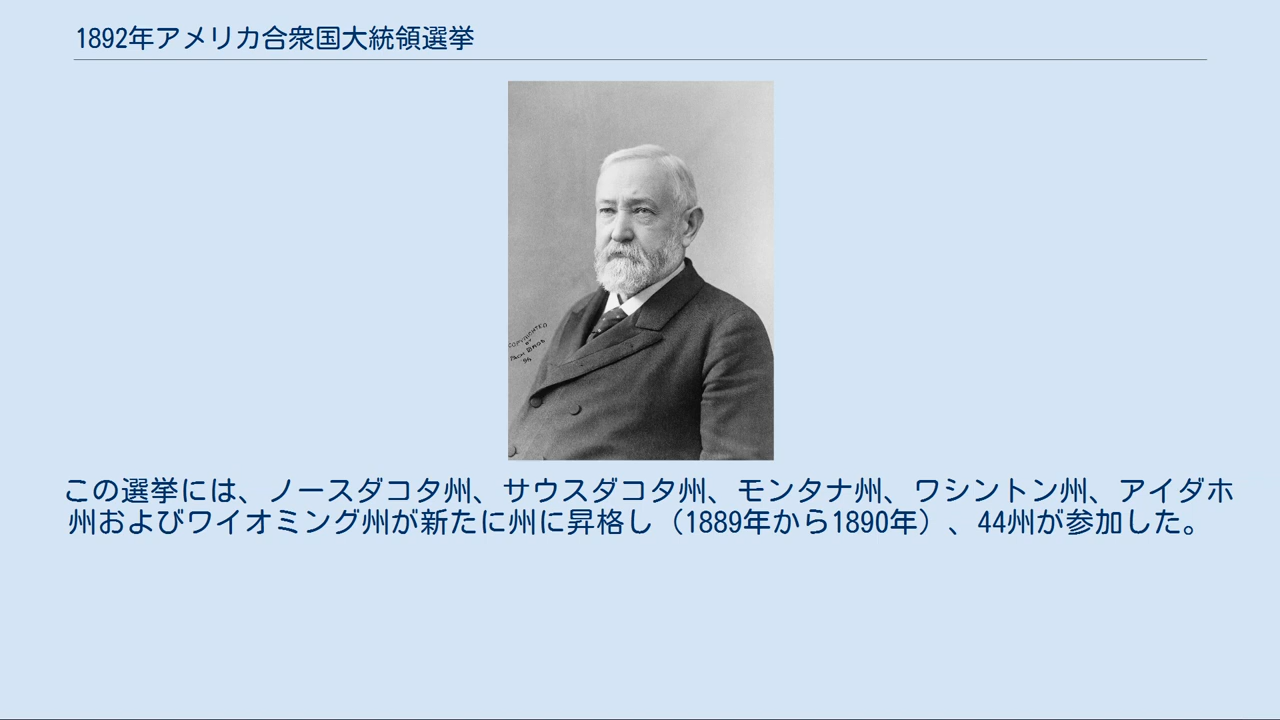 1892年アメリカ合衆国大統領選挙
COPYRIGHTED
BY
PACH BROS
この選挙には、ノースダコタ州、サウスダコタ州、モンタナ州、ワシントン州、アイダホ
州およびワイオミング州が新たに州に昇格し（1889年から1890年）、44州が参加した。